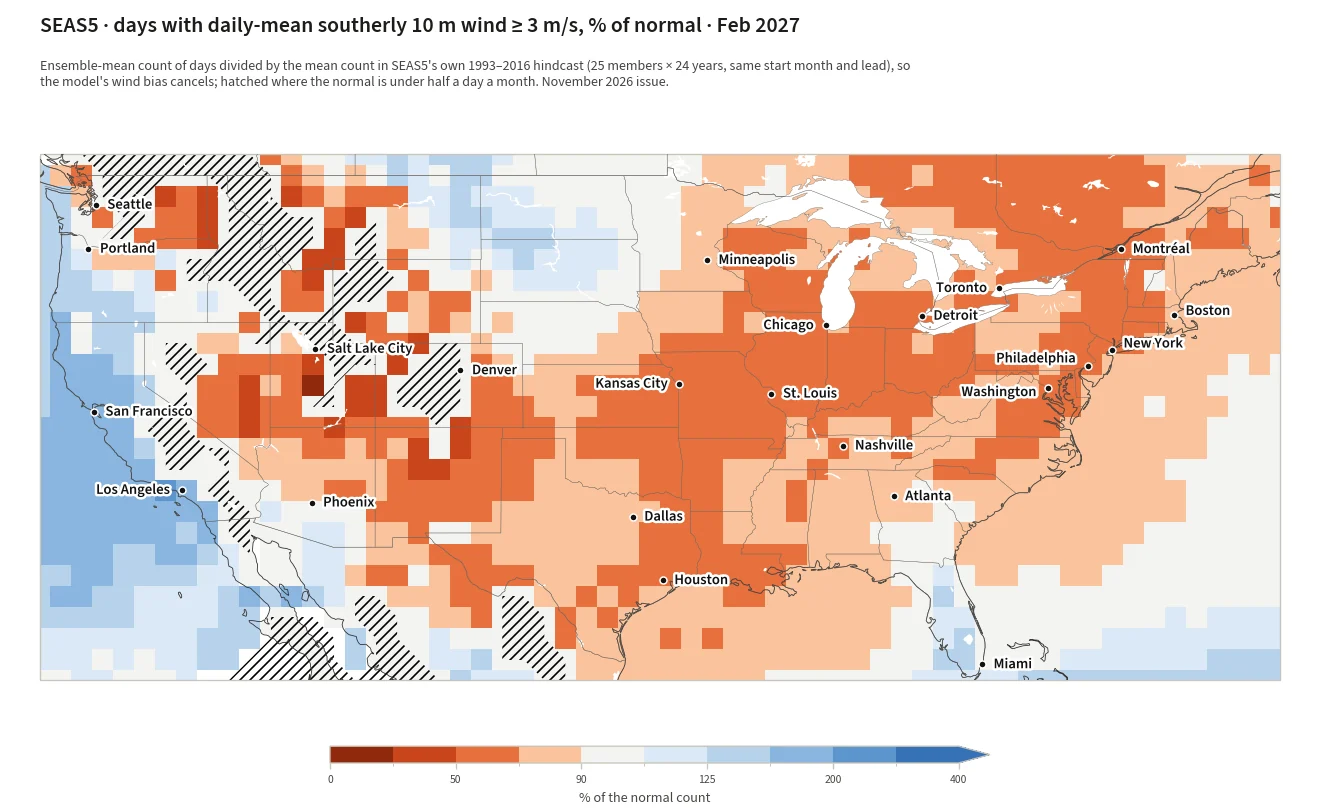 SEAS5 · days with daily-mean southerly 10 m wind ≥ 3 m/s, % of normal · Feb 2027
Ensemble-mean count of days divided by the mean count in SEAS5's own 1993–2016 hindcast (25 members × 24 years, same start month and lead), so
the model's wind bias cancels; hatched where the normal is under half a day a month. November 2026 issue.
Seattle
Portland
Montréal
Minneapolis
Toronto
Boston
Detroit
Chicago
New York
Salt Lake City
Philadelphia
Denver
Kansas City
St. Louis
Washington
San Francisco
Nashville
Los Angeles
Phoenix
Atlanta
Dallas
Houston
Miami
0 50 90 125 200 400
% of the normal count